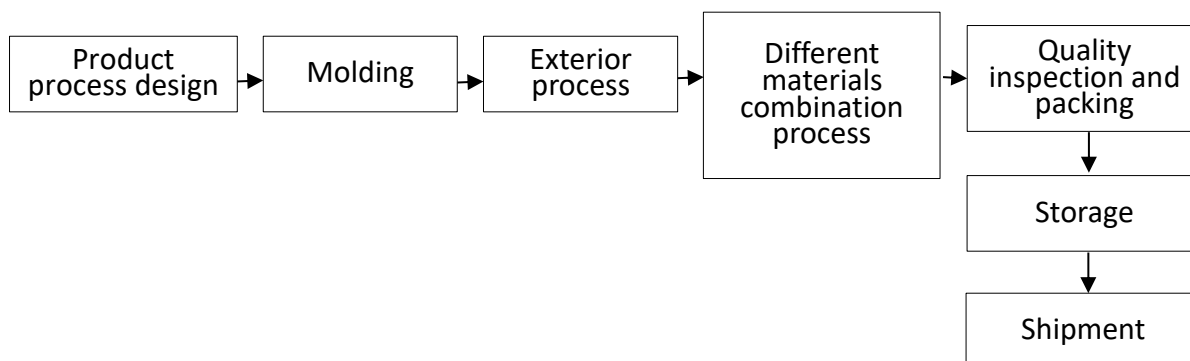 Product
process design
Molding
Exterior
process
Different
materials
combination
process
Quality
inspection and
packing
Storage
Shipment